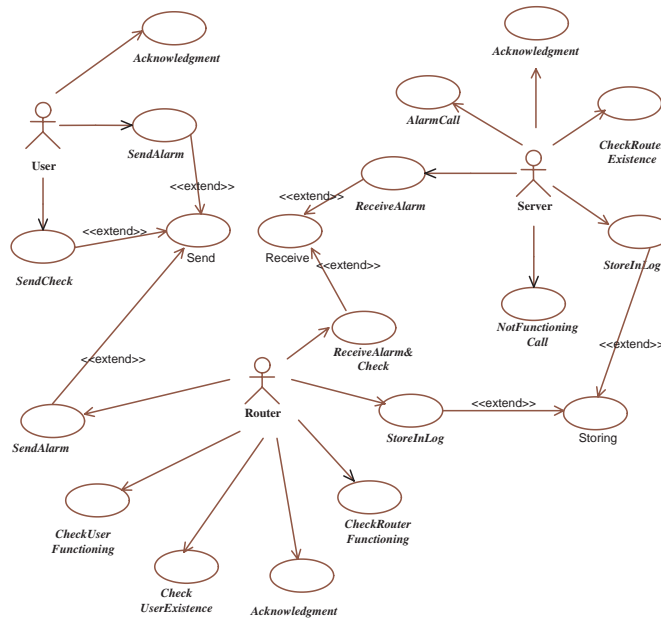 Acknowledgment
Acknowledgment
AlarmCall
CheckRouter
Existence
SendAlarm
User
<<extend>>
ReceiveAlarm
<<extend>>
Server
<<extend>>
Send
Receive
StoreInLog
SendCheck
<<extend>>
NotFunctioning
Call
<<extend>>
ReceiveAlarm&
Check
<<extend>>
Router
<<extend>>
SendAlarm
StoreInLog
Storing
CheckUser
Functioning
CheckRouter
Functioning
Check
UserExistence
Acknowledgment